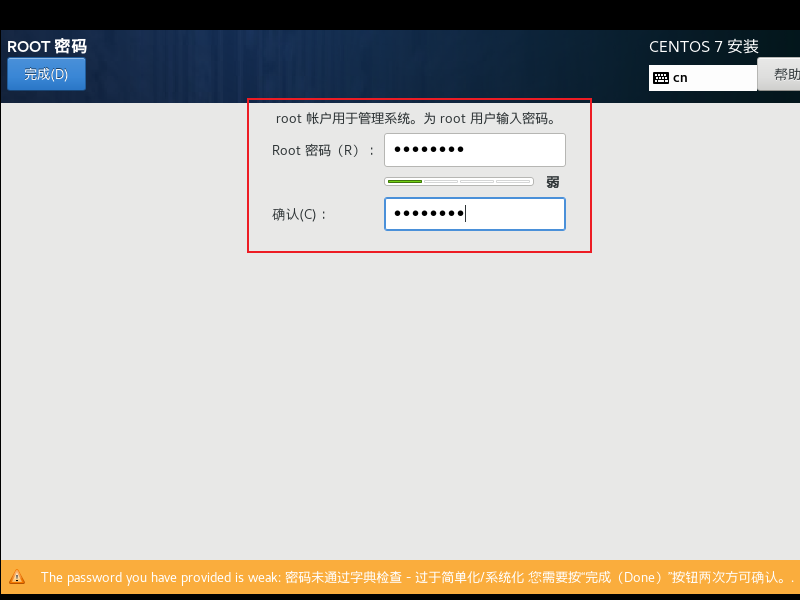 ROOT 密码
CENTOS 7 安装
完成(D)
cn
帮助
root 帐户用于管理系统。为 root 用户输入密码。
Root 密码（R）：
●●●●●●●●
弱
确认(C)：
●●●●●●●●
The password you have provided is weak: 密码未通过字典检查 - 过于简单化/系统化 您需要按“完成（Done）”按钮两次方可确认。.